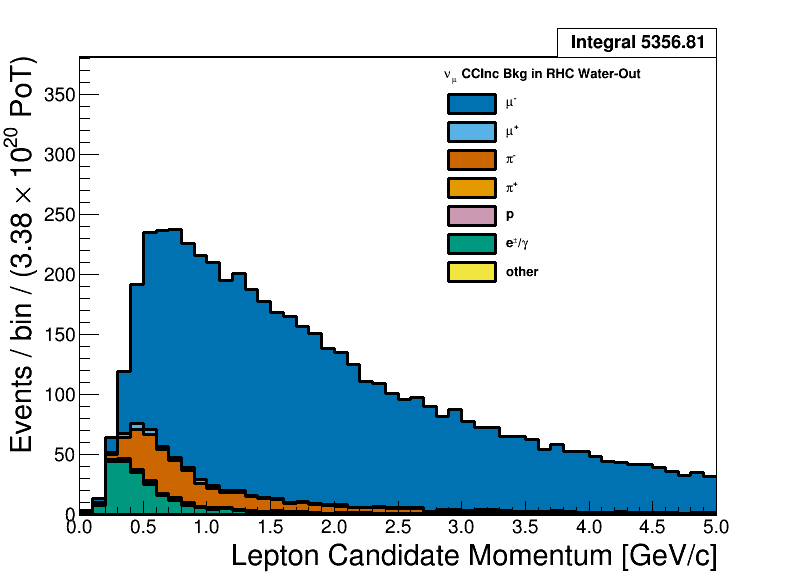 Integral 5356.81
ν_μ CCInc Bkg in RHC Water-Out
μ⁻
μ⁺
π⁻
π⁺
p
e±/γ
other
Events / bin / (3.38 × 10²⁰ PoT)
350
300
250
200
150
100
50
0
0.0 0.5 1.0 1.5 2.0 2.5 3.0 3.5 4.0 4.5 5.0
Lepton Candidate Momentum [GeV/c]